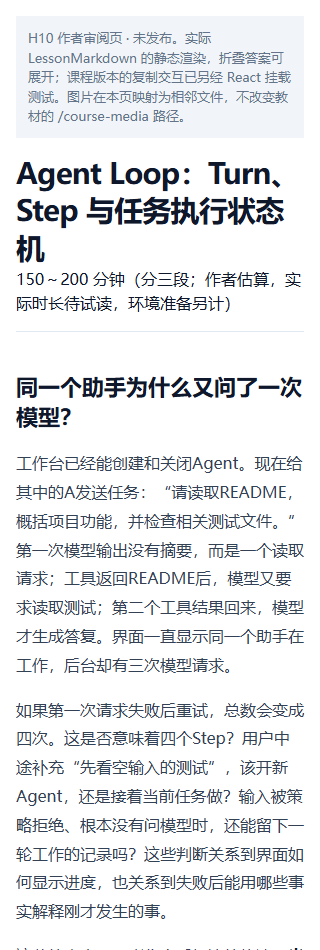 H10 作者审阅页 · 未发布。实际
LessonMarkdown 的静态渲染，折叠答案可
展开；课程版本的复制交互已另经 React 挂载
测试。图片在本页映射为相邻文件，不改变教
材的 /course-media 路径。
Agent Loop：Turn、
Step 与任务执行状态
机
150～200 分钟（分三段；作者估算，实
际时长待试读，环境准备另计）
同一个助手为什么又问了一次
模型？
工作台已经能创建和关闭Agent。现在给
其中的A发送任务：“请读取README，
概括项目功能，并检查相关测试文件。”
第一次模型输出没有摘要，而是一个读取
请求；工具返回README后，模型又要
求读取测试；第二个工具结果回来，模型
才生成答复。界面一直显示同一个助手在
工作，后台却有三次模型请求。
如果第一次请求失败后重试，总数会变成
四次。这是否意味着四个Step？用户中
途补充“先看空输入的测试”，该开新
Agent，还是接着当前任务做？输入被策
略拒绝、根本没有问模型时，还能留下一
轮工作的记录吗？这些判断关系到界面如
何显示进度，也关系到失败后能用哪些事
实解释刚才发生的事。